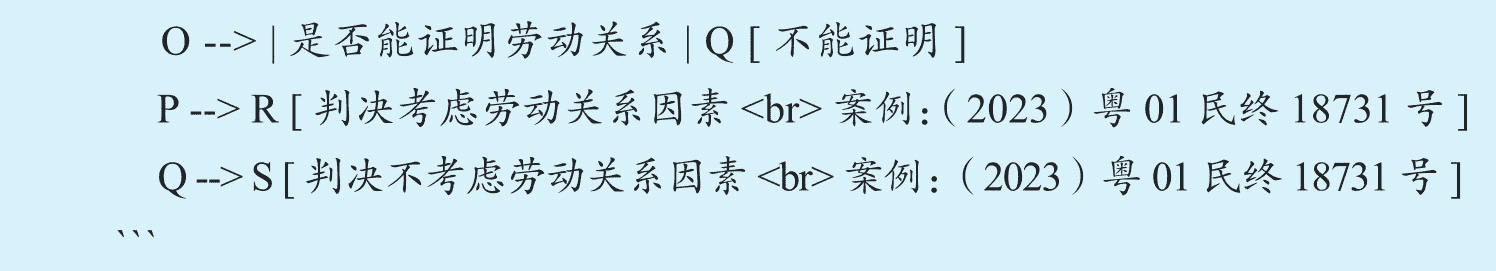 O --> | 是否能证明劳动关系 | Q [ 不能证明 ]
P --> R [ 判决考虑劳动关系因素 <br> 案例：（2023）粤 01 民终 18731 号 ]
Q --> S [ 判决不考虑劳动关系因素 <br> 案例：（2023）粤 01 民终 18731 号 ]
```